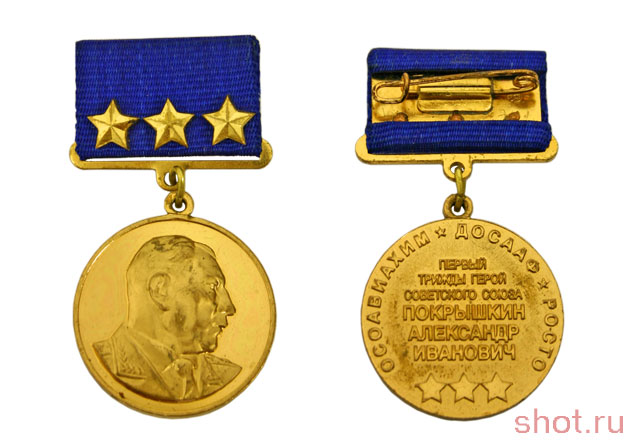 ОСОАВИАХИМ ★ ДОСААФ ★ РОСТО
ПЕРВЫЙ
ТРИЖДЫ ГЕРОЙ
СОВЕТСКОГО СОЮЗА
ПОКРЫШКИН
АЛЕКСАНДР
ИВАНОВИЧ
shot.ru